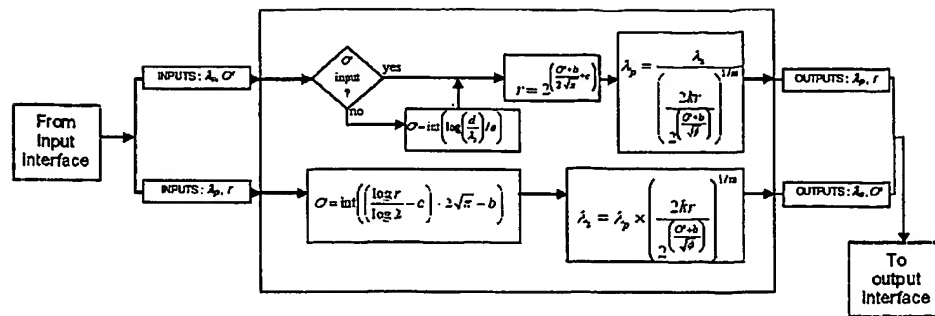 From
Input
Interface
INPUTS: λs, O'
O'
input
?
yes
no
O' = int(log(d/λs)/a)
r = 2^((O'+b)/(2√π)+c)
λp = λs / (2kr / 2^((O'+b)/√φ))^(1/m)
OUTPUTS: λp, r
INPUTS: λp, r
O' = int((log r / log 2 − c) · 2√π − b)
λs = λp × (2kr / 2^((O'+b)/√φ))^(1/m)
OUTPUTS: λs, O'
To
output
Interface